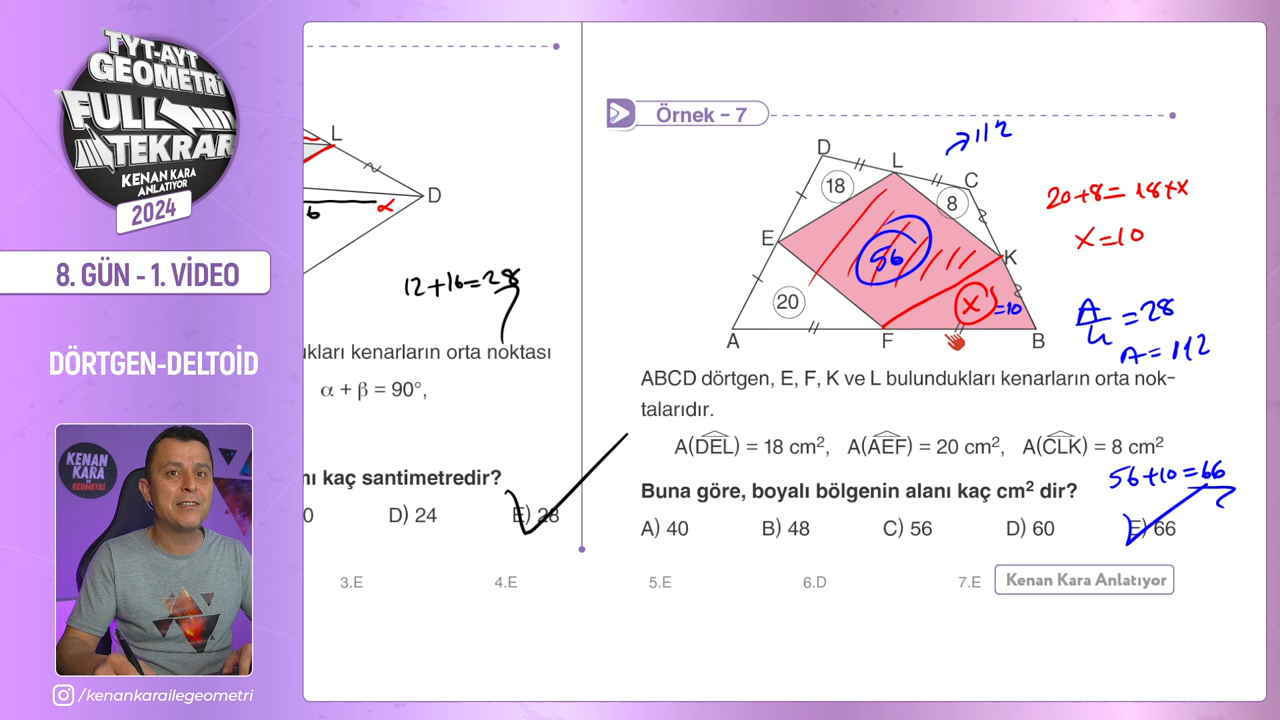 TYT-AYT
GEOMETRİ
FULL
TEKRAR
KENAN KARA
ANLATIYOR
2024
8. GÜN - 1. VİDEO
DÖRTGEN-DELTOİD
KENAN
KARA
GEOMETRİ
/kenankarailegeometri
L
D
6
α
12+16=28
ıkları kenarların orta noktası
α + β = 90°,
nı kaç santimetredir?
0 D) 24 E) 28
3.E 4.E 5.E 6.D 7.E
Kenan Kara Anlatıyor
Örnek – 7
→112
D L C
18 8
E 56 K
20 x =10
A F B
20+8=18+x
x=10
A/4=28
A=112
ABCD dörtgen, E, F, K ve L bulundukları kenarların orta nok-
talarıdır.
A(DEL) = 18 cm², A(AEF) = 20 cm², A(CLK) = 8 cm²
56+10=66
Buna göre, boyalı bölgenin alanı kaç cm² dir?
A) 40 B) 48 C) 56 D) 60 E) 66